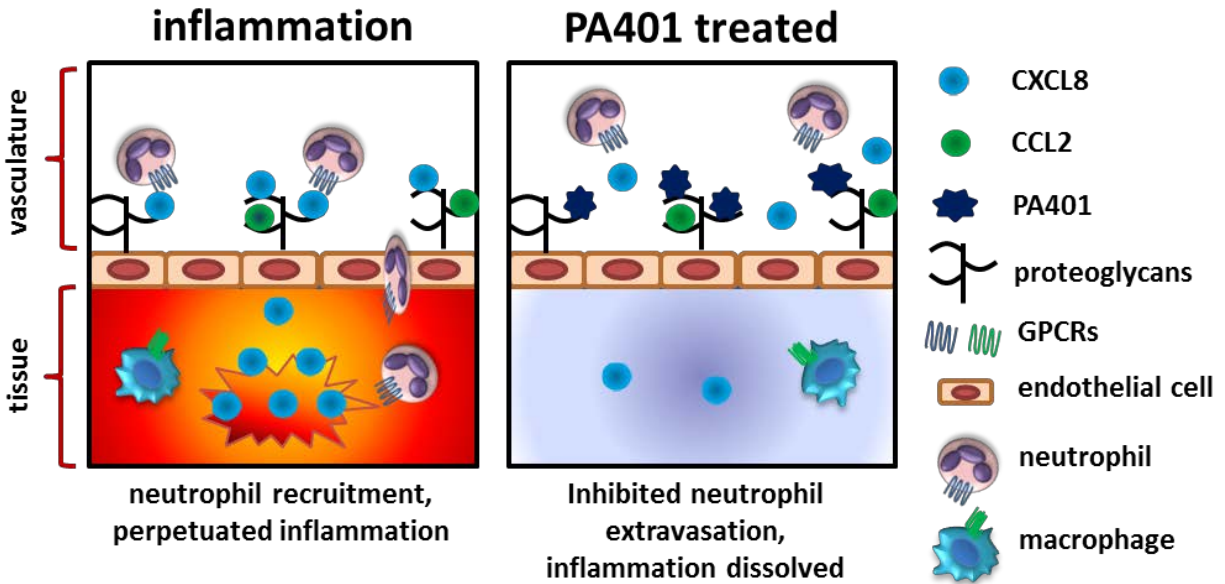 inflammation
PA401 treated
vasculature
tissue
neutrophil recruitment,
perpetuated inflammation
Inhibited neutrophil
extravasation,
inflammation dissolved
CXCL8
CCL2
PA401
proteoglycans
GPCRs
endothelial cell
neutrophil
macrophage